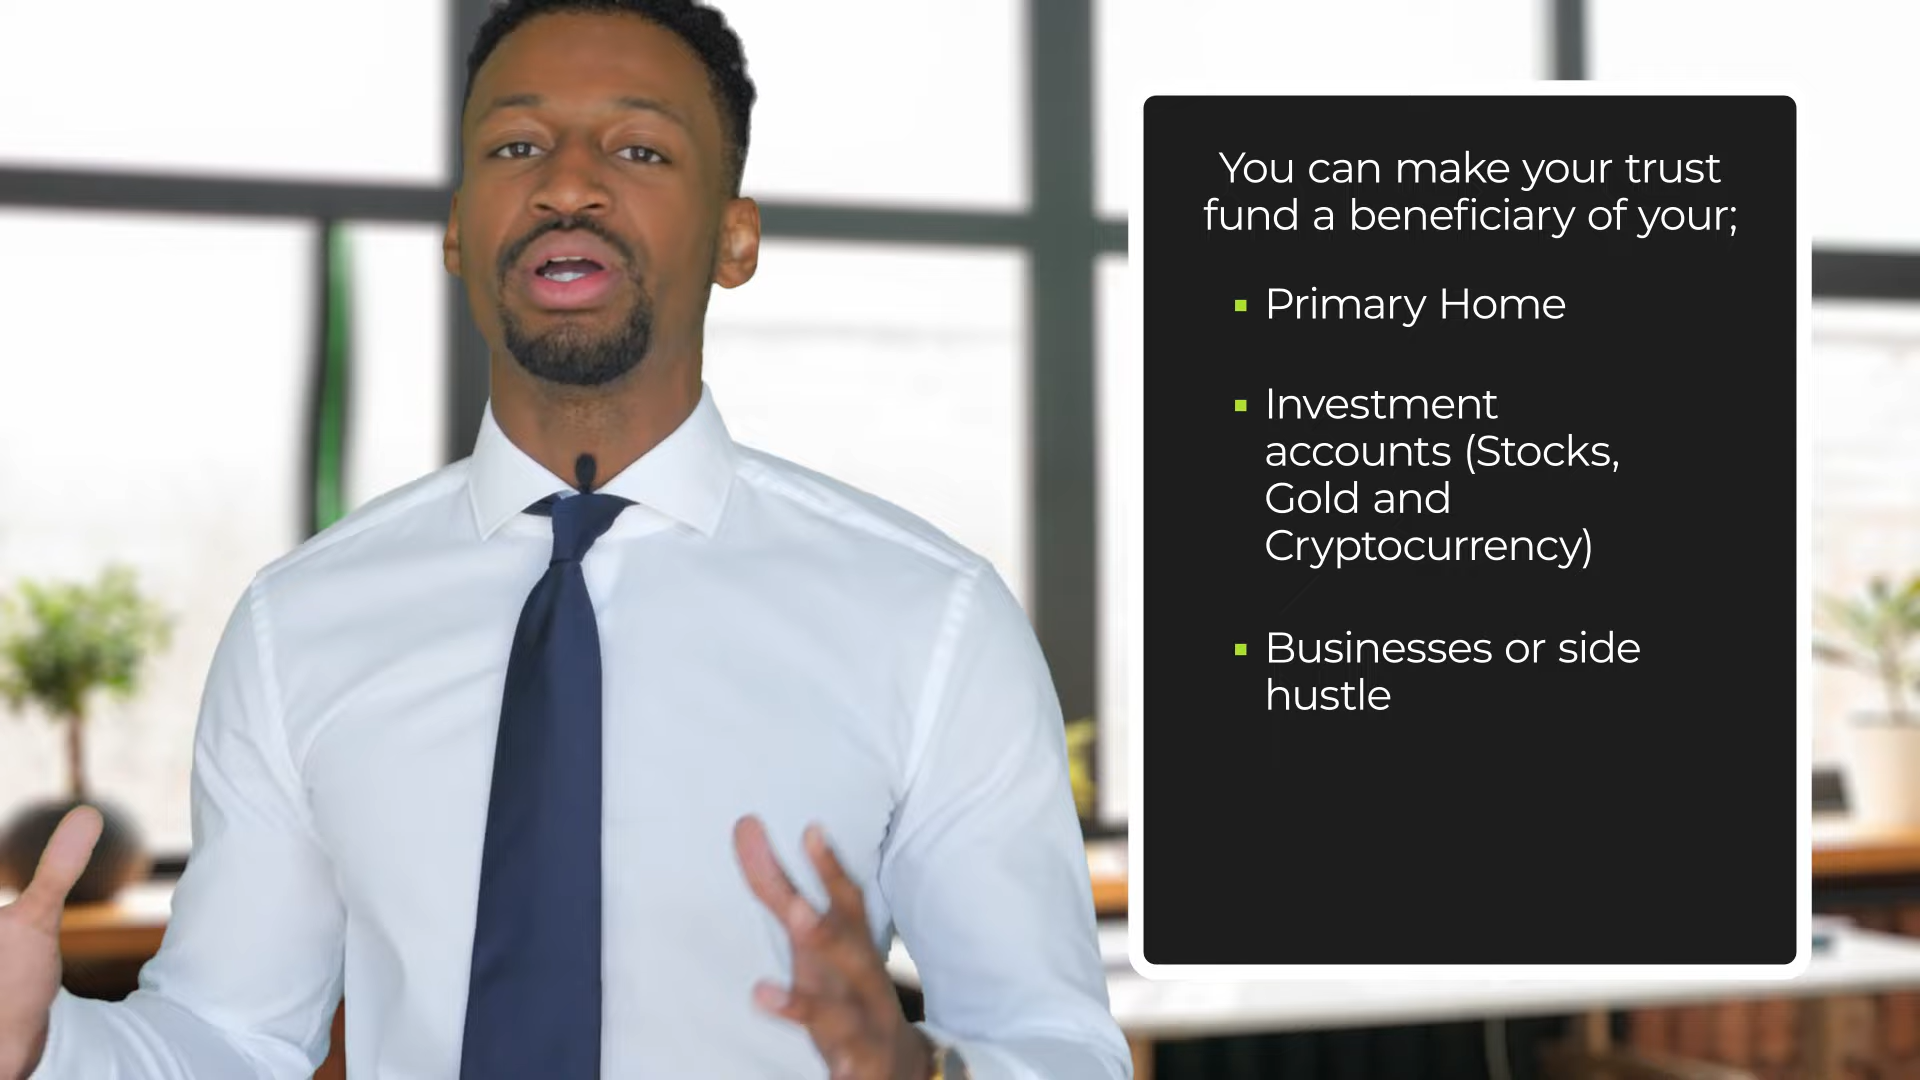 You can make your trust
fund a beneficiary of your;
▪ Primary Home
▪ Investment
accounts (Stocks,
Gold and
Cryptocurrency)
▪ Businesses or side
hustle